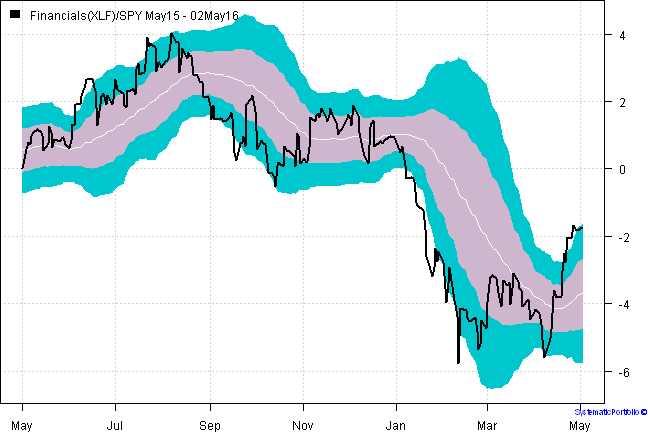 Financials(XLF)/SPY May15 - 02May16
4
2
0
-2
-4
-6
May Jul Sep Nov Jan Mar May
SystematicPortfolio ©